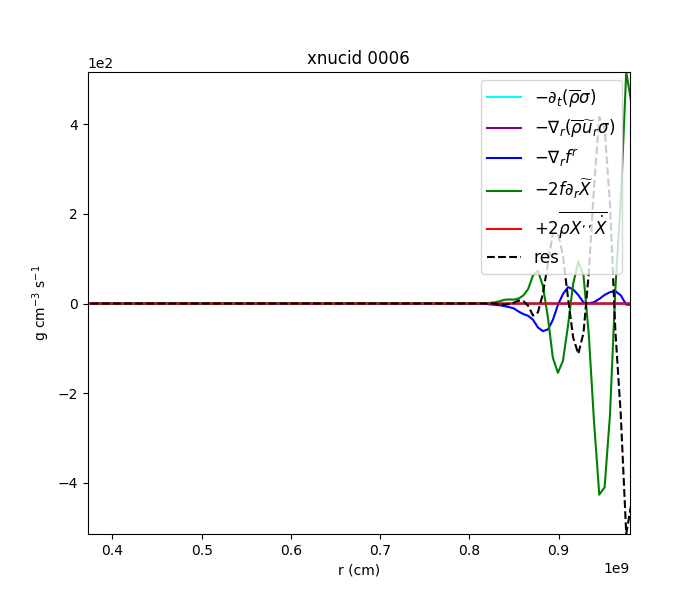 xnucid 0006
1e2
−∂ₜ(ρ̅σ)
−∇ᵣ(ρ̅ũᵣσ)
−∇ᵣfʳ
−2f∂ᵣX̃
+2ρX′′Ẋ
res
4
2
0
−2
−4
g cm⁻³ s⁻¹
0.4 0.5 0.6 0.7 0.8 0.9
1e9
r (cm)